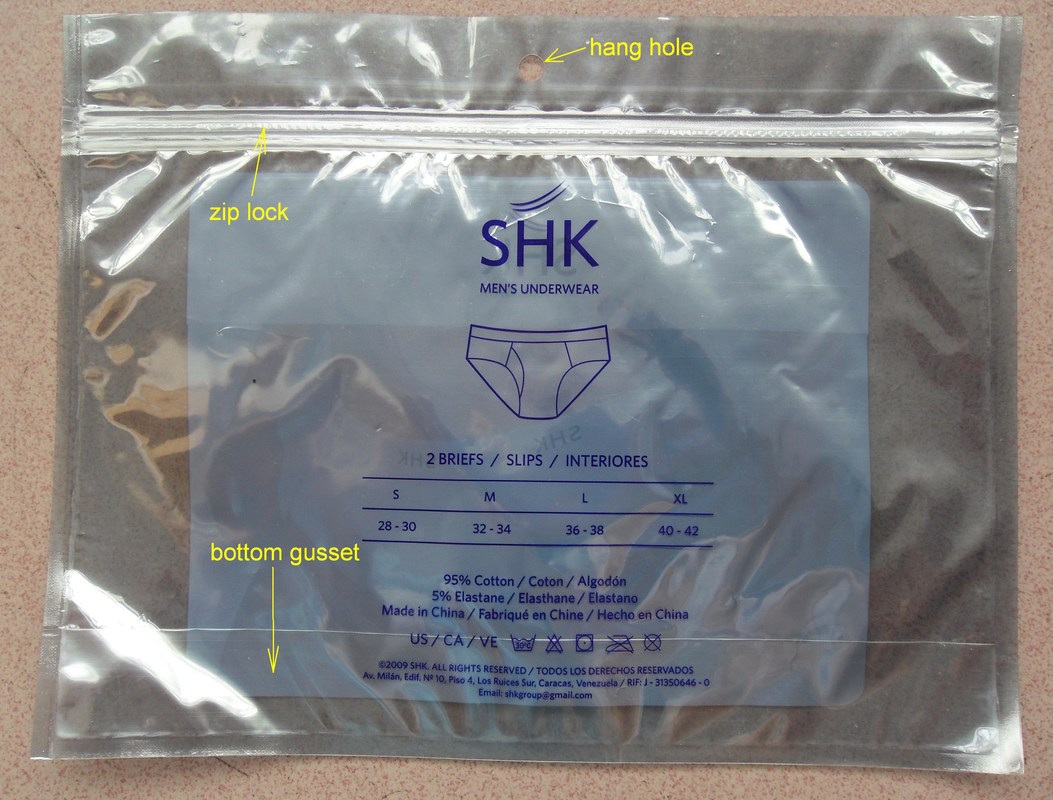 hang hole
zip lock
SHK
MEN'S UNDERWEAR
SHK
SHK
2 BRIEFS / SLIPS / INTERIORES
S M L XL
28 - 30 32 - 34 36 - 38 40 - 42
bottom gusset
95% Cotton / Coton / Algodón
5% Elastane / Elasthane / Elastano
Made in China / Fabriqué en Chine / Hecho en China
US / CA / VE 30°C
©2009 SHK. ALL RIGHTS RESERVED / TODOS LOS DERECHOS RESERVADOS
Av. Milán, Edif. Nº 10, Piso 4, Los Ruices Sur, Caracas, Venezuela / RIF: J - 31350646 - 0
Email: shkgroup@gmail.com